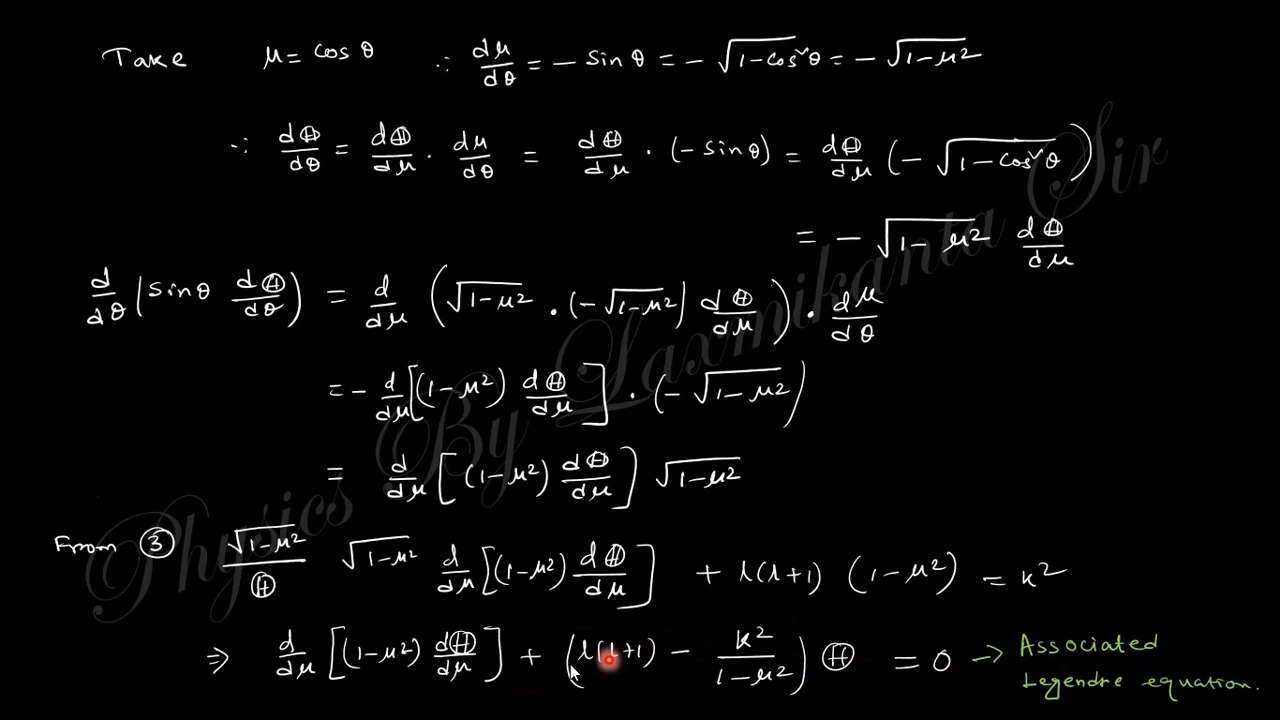 Take μ = cos θ ∵ dμ/dθ = − sin θ = − √(1−cos²θ) = − √(1−μ²)
∵ dΘ/dθ = dΘ/dμ · dμ/dθ = dΘ/dμ · (−sin θ) = dΘ/dμ (− √(1−cos²θ))
= − √(1−μ²) dΘ/dμ
d/dθ (sin θ dΘ/dθ) = d/dμ (√(1−μ²) · (−√(1−μ²)) dΘ/dμ) · dμ/dθ
= − d/dμ [(1−μ²) dΘ/dμ] · (− √(1−μ²))
= d/dμ [(1−μ²) dΘ/dμ] √(1−μ²)
From ③ √(1−μ²)/Θ √(1−μ²) d/dμ [(1−μ²) dΘ/dμ] + l(l+1) (1−μ²) = k²
⇒ d/dμ [(1−μ²) dΘ/dμ] + (l(l+1) − k²/(1−μ²)) Θ = 0 → Associated
Legendre equation.
Physics By Laxmikanta Sir